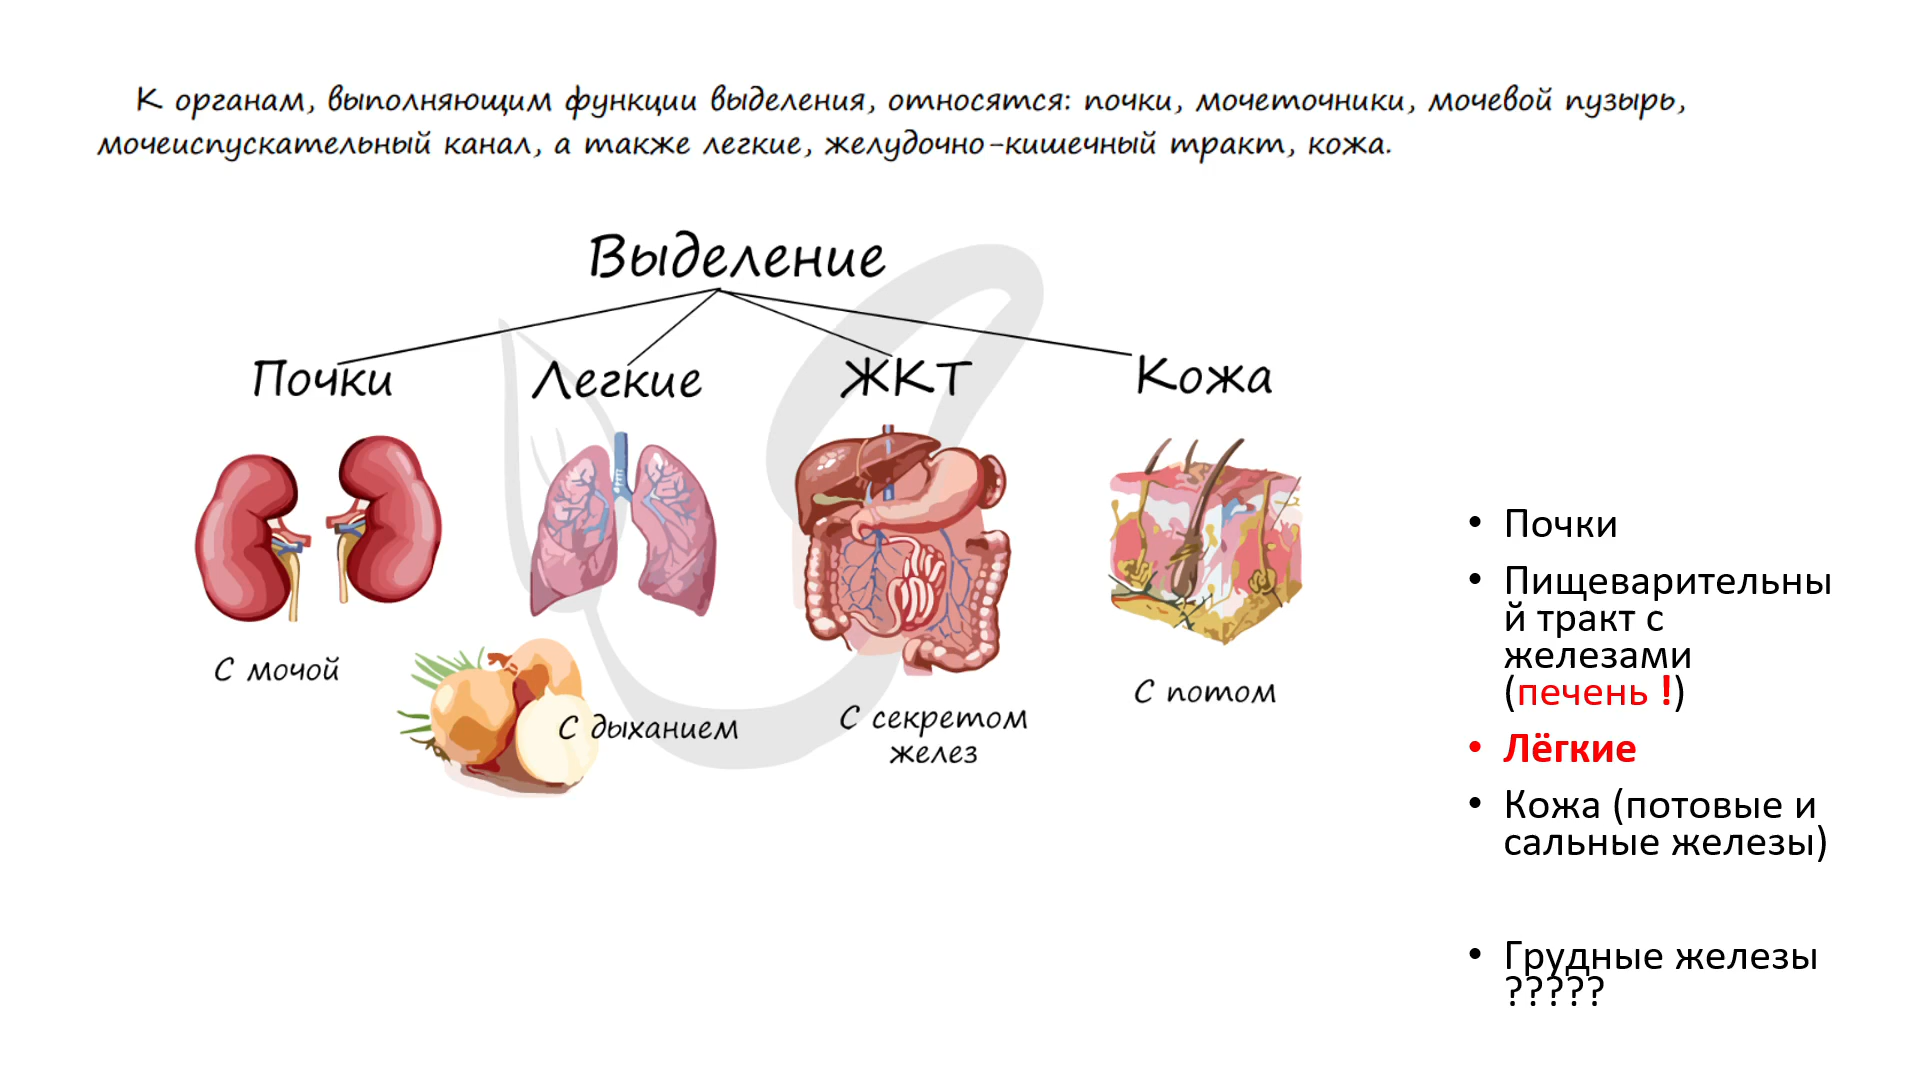 К органам, выполняющим функции выделения, относятся: почки, мочеточники, мочевой пузырь,
мочеиспускательный канал, а также легкие, желудочно-кишечный тракт, кожа.
Выделение
Почки
Легкие
ЖКТ
Кожа
С мочой
С дыханием
С секретом
желез
С потом
• Почки
• Пищеварительны
й тракт с
железами
(печень !)
• Лёгкие
• Кожа (потовые и
сальные железы)
• Грудные железы
?????